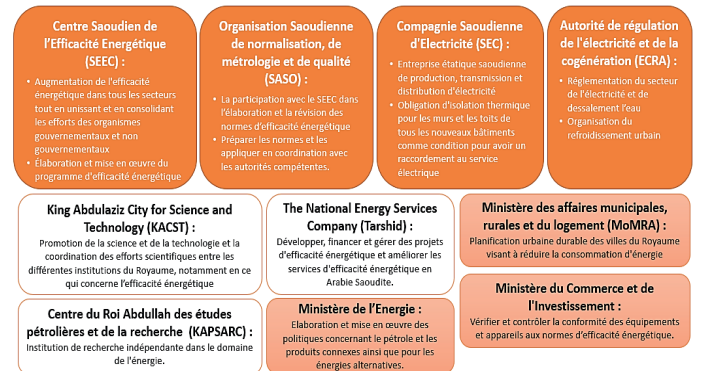 Centre Saoudien de
l'Efficacité Energétique
(SEEC) :
• Augmentation de l'efficacité
énergétique dans tous les secteurs
tout en unissant et en consolidant
les efforts des organismes
gouvernementaux et non
gouvernementaux
• Élaboration et mise en œuvre du
programme d'efficacité énergétique
Organisation Saoudienne
de normalisation, de
métrologie et de qualité
(SASO) :
• La participation avec le SEEC dans
l'élaboration et la révision des
normes d'efficacité énergétique
• Préparer les normes et les
appliquer en coordination avec
les autorités compétentes.
Compagnie Saoudienne
d'Electricité (SEC) :
• Entreprise étatique saoudienne
de production, transmission et
distribution d'électricité
• Obligation d'isolation thermique
pour les murs et les toits de
tous les nouveaux bâtiments
comme condition pour avoir un
raccordement au service
électrique
Autorité de régulation
de l'électricité et de la
cogénération (ECRA) :
• Réglementation du secteur
de l'électricité et de
dessalement l'eau
• Organisation du
refroidissement urbain
King Abdulaziz City for Science and
Technology (KACST) :
Promotion de la science et de la technologie et la
coordination des efforts scientifiques entre les
différentes institutions du Royaume, notamment en ce
qui concerne l'efficacité énergétique
The National Energy Services
Company (Tarshid) :
Développer, financer et gérer des projets
d'efficacité énergétique et améliorer les
services d'efficacité énergétique en
Arabie Saoudite.
Ministère des affaires municipales,
rurales et du logement (MoMRA) :
Planification urbaine durable des villes du Royaume
visant à réduire la consommation d'énergie
Centre du Roi Abdullah des études
pétrolières et de la recherche (KAPSARC) :
Institution de recherche indépendante dans le domaine
de l'énergie.
Ministère de l'Energie :
Elaboration et mise en œuvre des
politiques concernant le pétrole et les
produits connexes ainsi que pour les
énergies alternatives.
Ministère du Commerce et de
l'Investissement :
Vérifier et contrôler la conformité des équipements
et appareils aux normes d'efficacité énergétique.